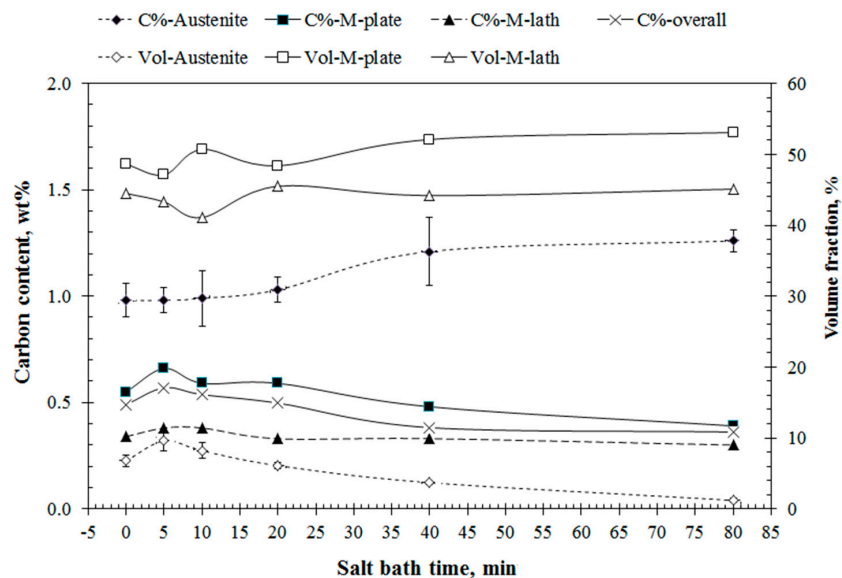 C%-Austenite C%-M-plate C%-M-lath C%-overall
Vol-Austenite Vol-M-plate Vol-M-lath
2.0 60
50
1.5
40
1.0 30
20
0.5
10
0.0 0
-5 0 5 10 15 20 25 30 35 40 45 50 55 60 65 70 75 80 85
Carbon content, wt%
Volume fraction, %
Salt bath time, min